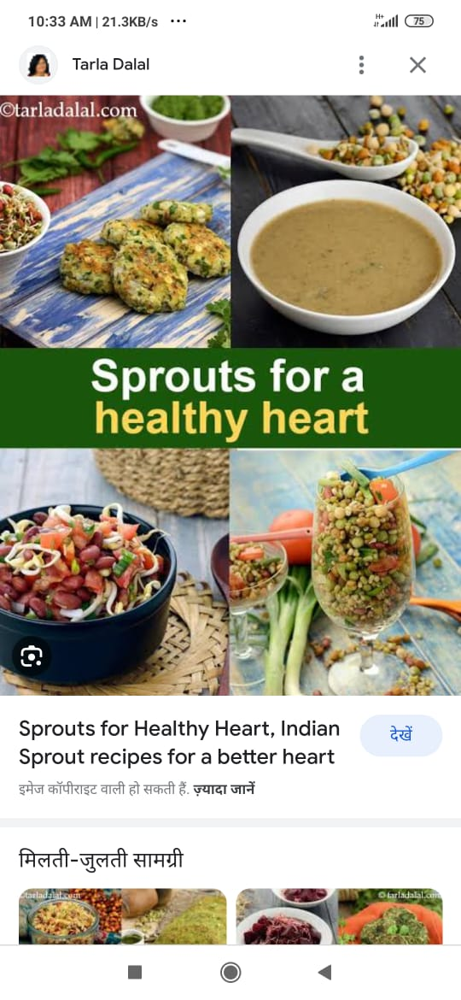 10:33 AM | 21.3KB/s ...
H+
75
Tarla Dalal
©tarladalal.com
Sprouts for a
healthy heart
Sprouts for Healthy Heart, Indian
Sprout recipes for a better heart
देखें
इमेज कॉपीराइट वाली हो सकती हैं. ज़्यादा जानें
मिलती-जुलती सामग्री
tarladalal.com
©tarladalal.com